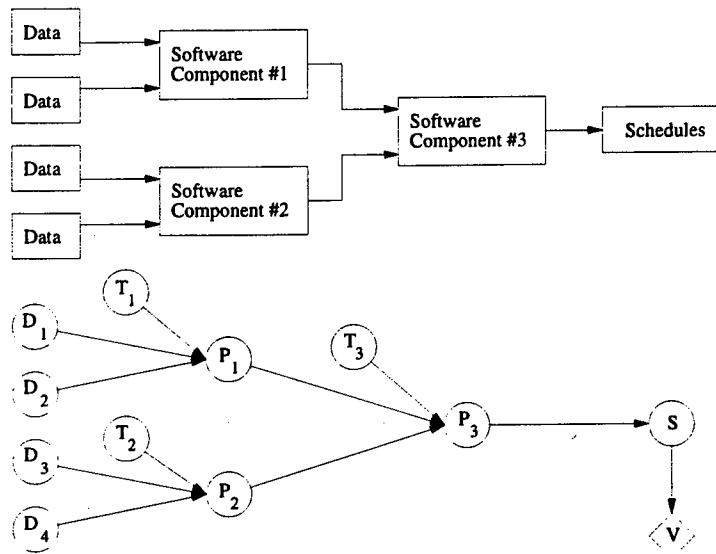 Data
Software
Component #1
Data
Software
Component #3
Schedules
Data
Software
Component #2
Data
T1
D1
P1
T3
D2
P3
S
T2
D3
P2
D4
V